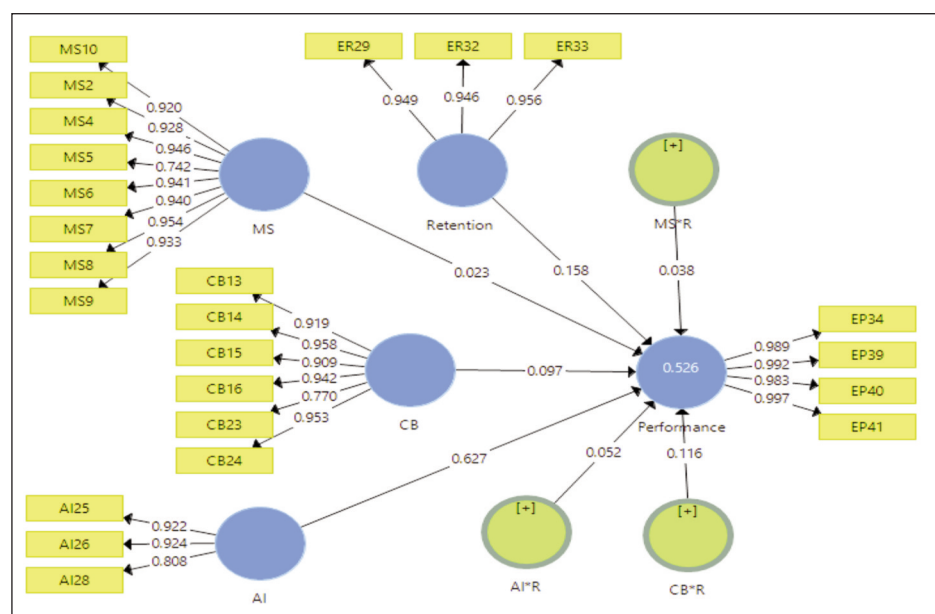 MS10
MS2
MS4
MS5
MS6
MS7
MS8
MS9
0.920
0.928
0.946
0.742
0.941
0.940
0.954
0.933
MS
ER29
ER32
ER33
0.949
0.946
0.956
Retention
[+]
MS*R
0.023
0.158
0.038
CB13
CB14
CB15
CB16
CB23
CB24
0.919
0.958
0.909
0.942
0.770
0.953
CB
0.097
0.526
Performance
0.989
0.992
0.983
0.997
EP34
EP39
EP40
EP41
0.627
0.052
0.116
AI25
AI26
AI28
0.922
0.924
0.808
AI
[+]
AI*R
[+]
CB*R